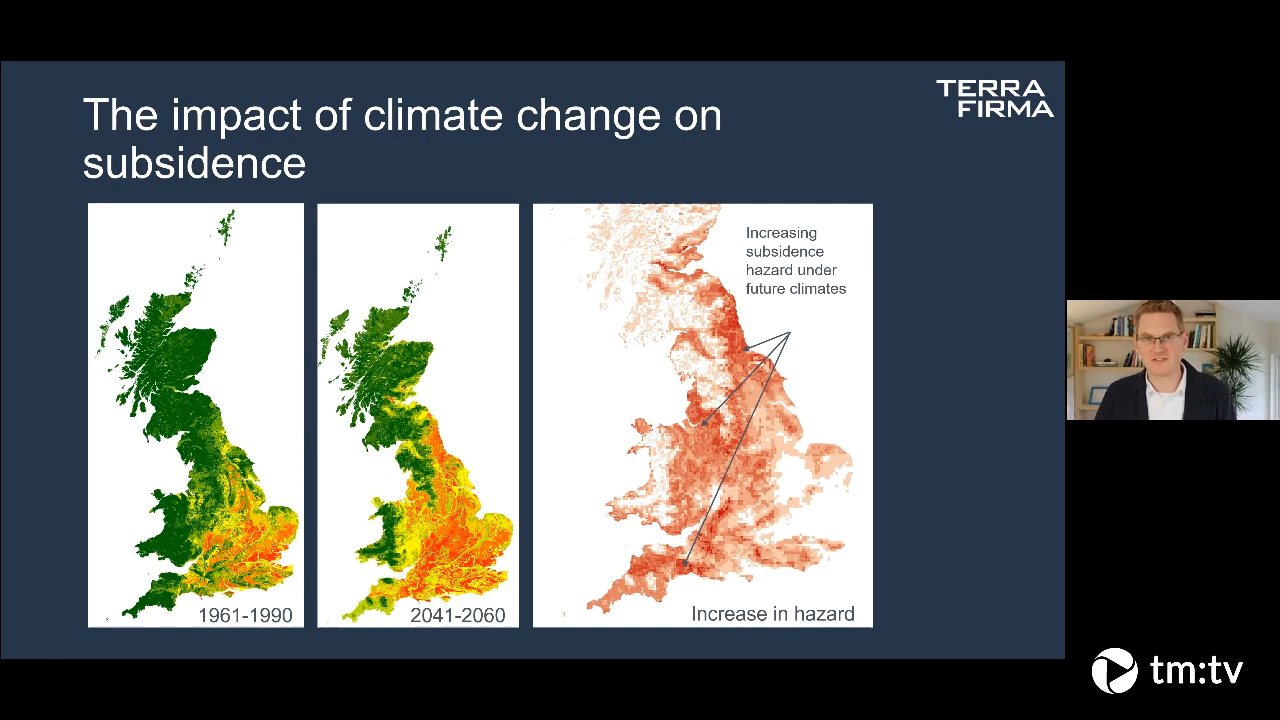 The impact of climate change on
subsidence
TERRA
FIRMA
Increasing
subsidence
hazard under
future climates
1961-1990
2041-2060
Increase in hazard
tm:tv